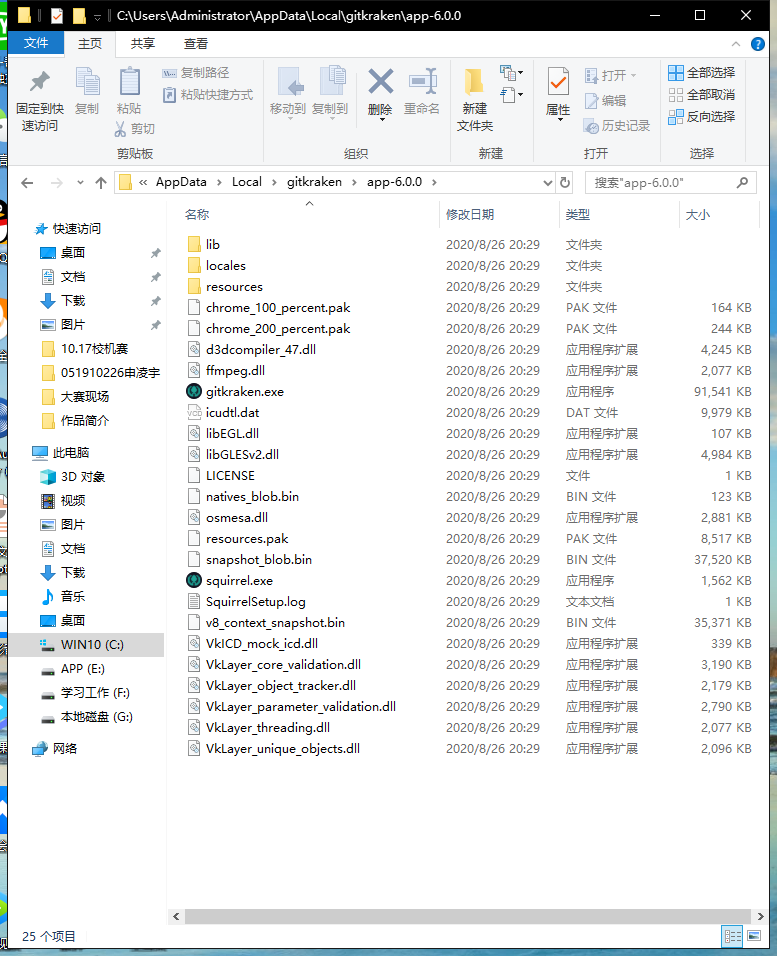 C:\Users\Administrator\AppData\Local\gitkraken\app-6.0.0
文件 主页 共享 查看
固定到快速访问
复制
粘贴
复制路径
粘贴快捷方式
剪切
剪贴板
移动到
复制到
删除
重命名
组织
新建文件夹
新建
属性
打开
编辑
历史记录
打开
全部选择
全部取消
反向选择
选择
« AppData › Local › gitkraken › app-6.0.0 ›
搜索"app-6.0.0"
快速访问
桌面
文档
下载
图片
10.17校机赛
051910226申凌宇
大赛现场
作品简介
此电脑
3D 对象
视频
图片
文档
下载
音乐
桌面
WIN10 (C:)
APP (E:)
学习工作 (F:)
本地磁盘 (G:)
网络
名称 修改日期 类型 大小
lib 2020/8/26 20:29 文件夹
locales 2020/8/26 20:29 文件夹
resources 2020/8/26 20:29 文件夹
chrome_100_percent.pak 2020/8/26 20:29 PAK 文件 164 KB
chrome_200_percent.pak 2020/8/26 20:29 PAK 文件 244 KB
d3dcompiler_47.dll 2020/8/26 20:29 应用程序扩展 4,245 KB
ffmpeg.dll 2020/8/26 20:29 应用程序扩展 2,077 KB
gitkraken.exe 2020/8/26 20:29 应用程序 91,541 KB
icudtl.dat 2020/8/26 20:29 DAT 文件 9,979 KB
libEGL.dll 2020/8/26 20:29 应用程序扩展 107 KB
libGLESv2.dll 2020/8/26 20:29 应用程序扩展 4,984 KB
LICENSE 2020/8/26 20:29 文件 1 KB
natives_blob.bin 2020/8/26 20:29 BIN 文件 123 KB
osmesa.dll 2020/8/26 20:29 应用程序扩展 2,881 KB
resources.pak 2020/8/26 20:29 PAK 文件 8,517 KB
snapshot_blob.bin 2020/8/26 20:29 BIN 文件 37,520 KB
squirrel.exe 2020/8/26 20:29 应用程序 1,562 KB
SquirrelSetup.log 2020/8/26 20:29 文本文档 1 KB
v8_context_snapshot.bin 2020/8/26 20:29 BIN 文件 35,371 KB
VkICD_mock_icd.dll 2020/8/26 20:29 应用程序扩展 339 KB
VkLayer_core_validation.dll 2020/8/26 20:29 应用程序扩展 3,190 KB
VkLayer_object_tracker.dll 2020/8/26 20:29 应用程序扩展 2,179 KB
VkLayer_parameter_validation.dll 2020/8/26 20:29 应用程序扩展 2,790 KB
VkLayer_threading.dll 2020/8/26 20:29 应用程序扩展 2,077 KB
VkLayer_unique_objects.dll 2020/8/26 20:29 应用程序扩展 2,096 KB
25 个项目